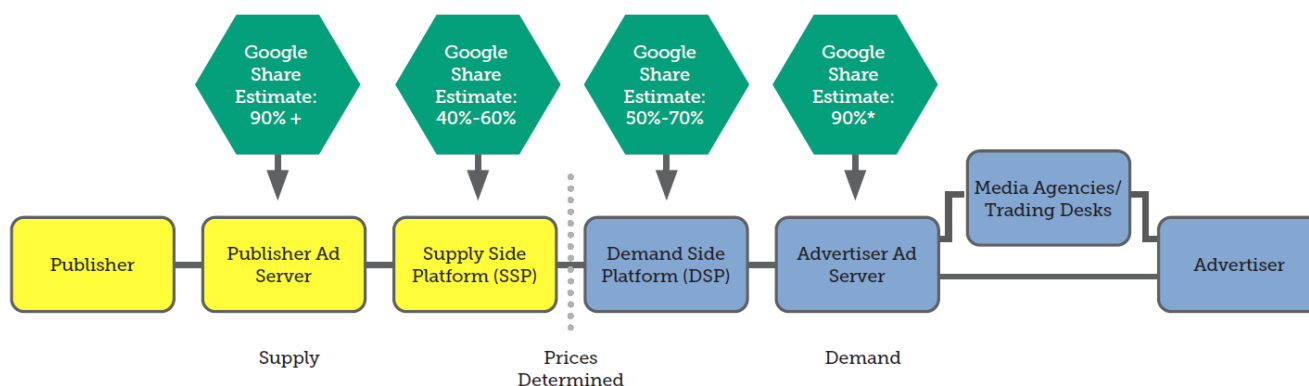 Google
Share
Estimate:
90% +
Google
Share
Estimate:
40%-60%
Google
Share
Estimate:
50%-70%
Google
Share
Estimate:
90%*
Media Agencies/
Trading Desks
Publisher
Publisher Ad
Server
Supply Side
Platform (SSP)
Demand Side
Platform (DSP)
Advertiser Ad
Server
Advertiser
Supply
Prices
Determined
Demand